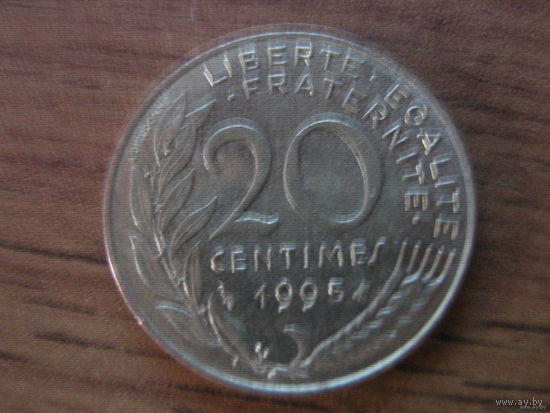 LIBERTE · EGALITE
· FRATERNITE ·
20
CENTIMES
1995
www.ay.by